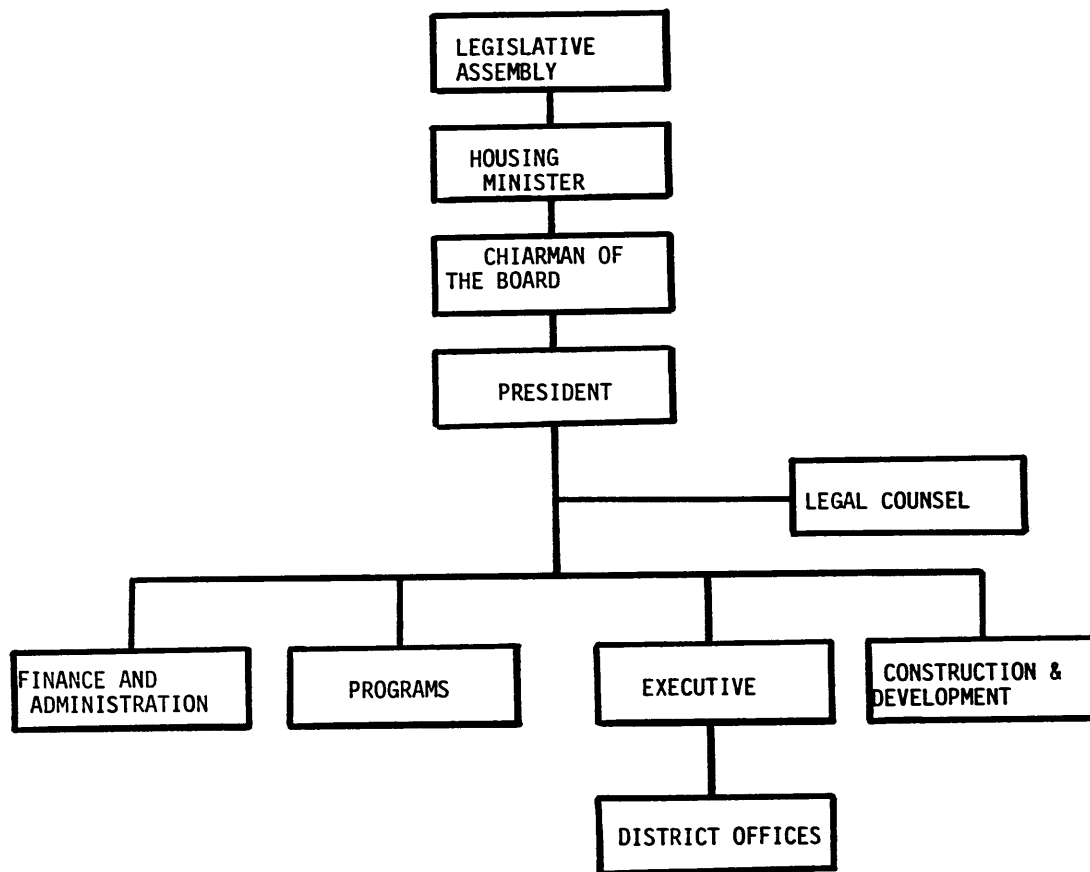 LEGISLATIVE
ASSEMBLY
HOUSING
MINISTER
CHIARMAN OF
THE BOARD
PRESIDENT
LEGAL COUNSEL
FINANCE AND
ADMINISTRATION
PROGRAMS
EXECUTIVE
CONSTRUCTION &
DEVELOPMENT
DISTRICT OFFICES